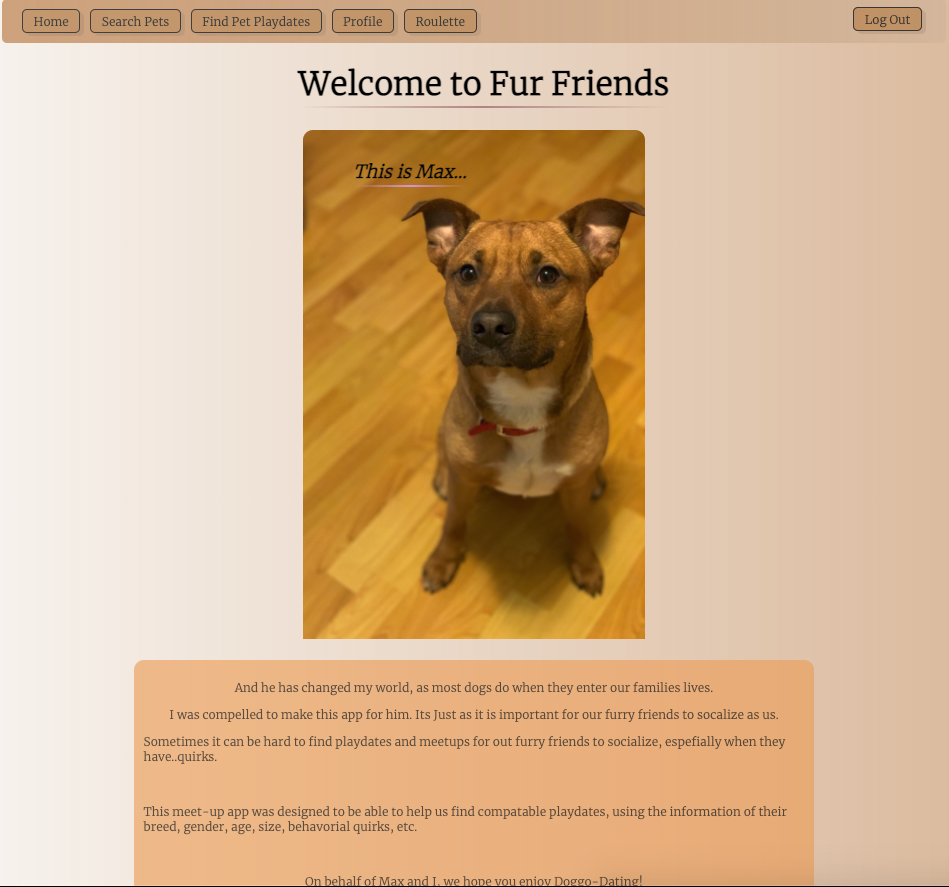 Home Search Pets Find Pet Playdates Profile Roulette Log Out
Welcome to Fur Friends
This is Max...
And he has changed my world, as most dogs do when they enter our families lives.
I was compelled to make this app for him. Its Just as it is important for our furry friends to socalize as us.
Sometimes it can be hard to find playdates and meetups for out furry friends to socialize, espefially when they
have..quirks.
This meet-up app was designed to be able to help us find compatable playdates, using the information of their
breed, gender, age, size, behavorial quirks, etc.
On behalf of Max and I, we hope you enjoy Doggo-Dating!